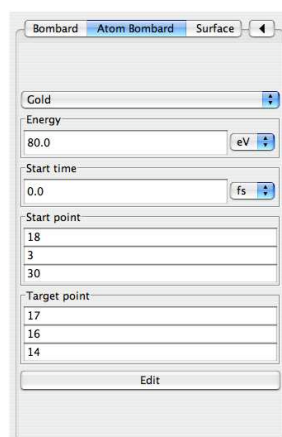 Bombard Atom Bombard Surface
Gold
Energy
80.0 eV
Start time
0.0 fs
Start point
18
3
30
Target point
17
16
14
Edit